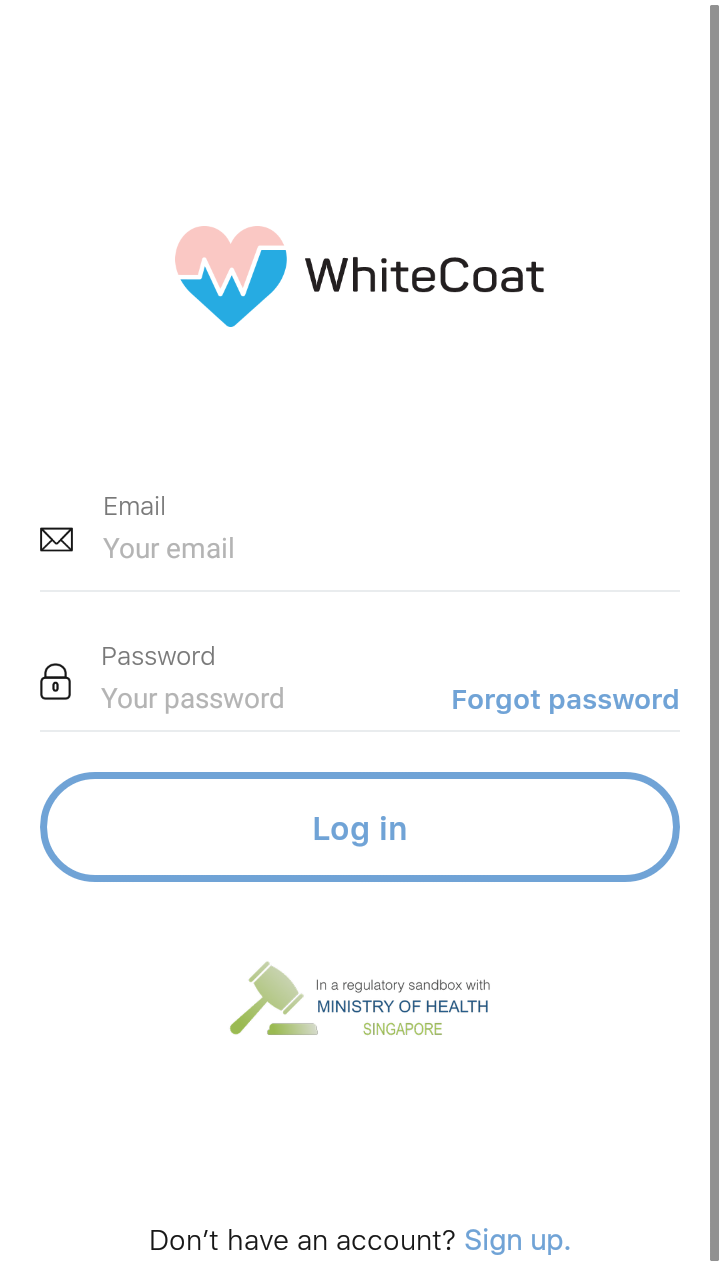 WhiteCoat
Email
Your email
Password
Your password
Forgot password
Log in
In a regulatory sandbox with
MINISTRY OF HEALTH
SINGAPORE
Don’t have an account? Sign up.